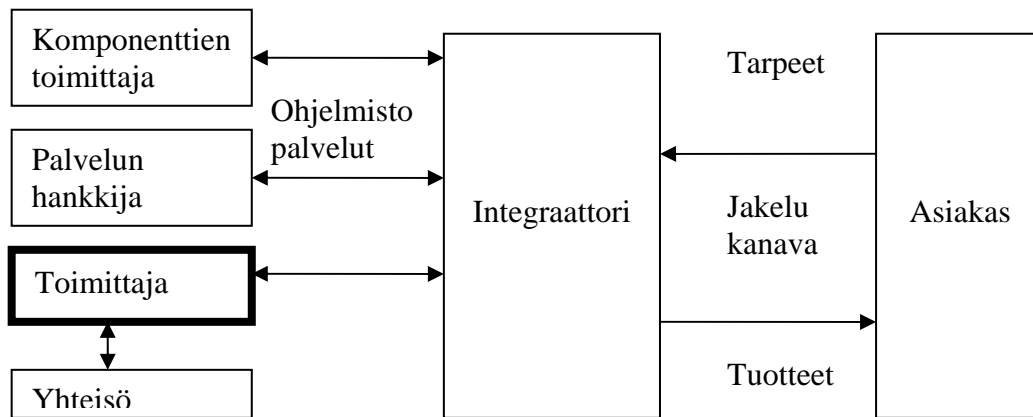 Komponenttien
toimittaja
Ohjelmisto
palvelut
Palvelun
hankkija
Toimittaja
Yhteisö
Integraattori
Tarpeet
Jakelu
kanava
Tuotteet
Asiakas